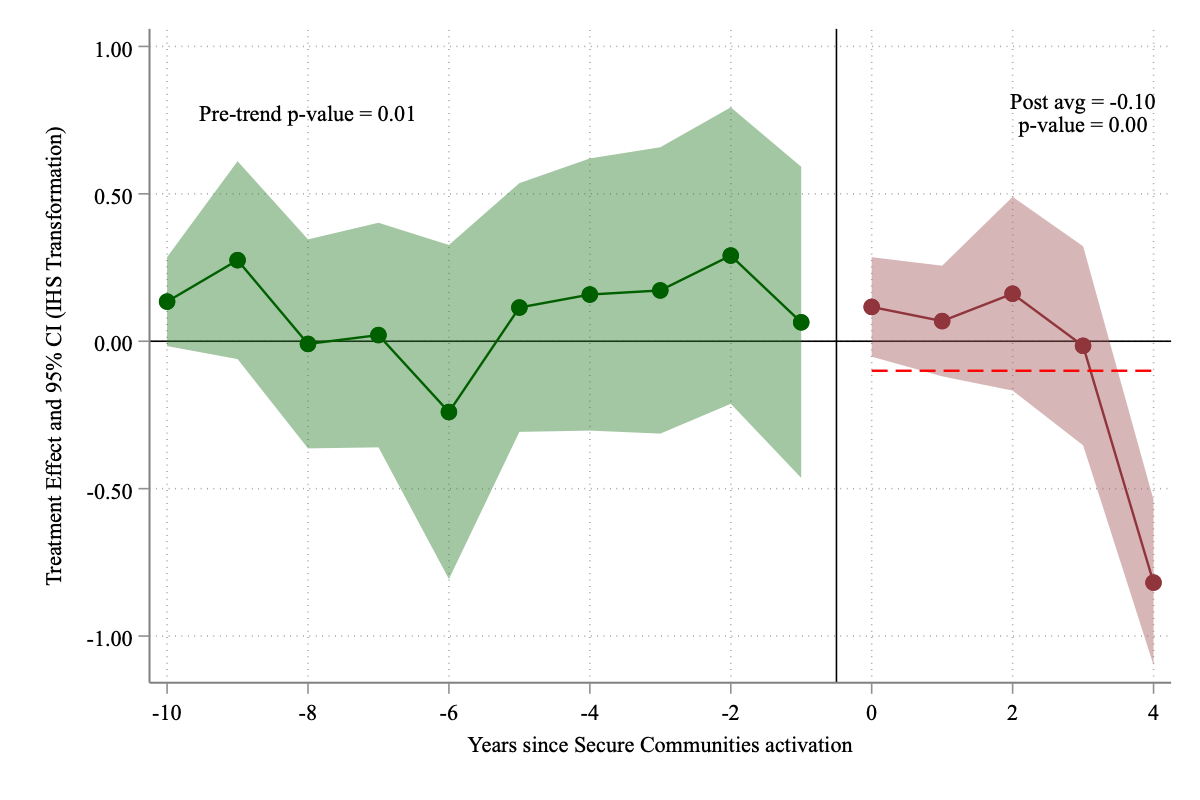 Treatment Effect and 95% CI (IHS Transformation)
1.00
0.50
0.00
-0.50
-1.00
Pre-trend p-value = 0.01
Post avg = -0.10
p-value = 0.00
-10 -8 -6 -4 -2 0 2 4
Years since Secure Communities activation